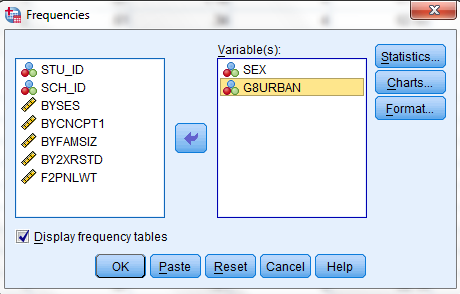 Frequencies
Variable(s):
STU_ID
SCH_ID
BYSES
BYCNCPT1
BYFAMSIZ
BY2XRSTD
F2PNLWT
SEX
G8URBAN
Statistics...
Charts...
Format...
Display frequency tables
OK Paste Reset Cancel Help